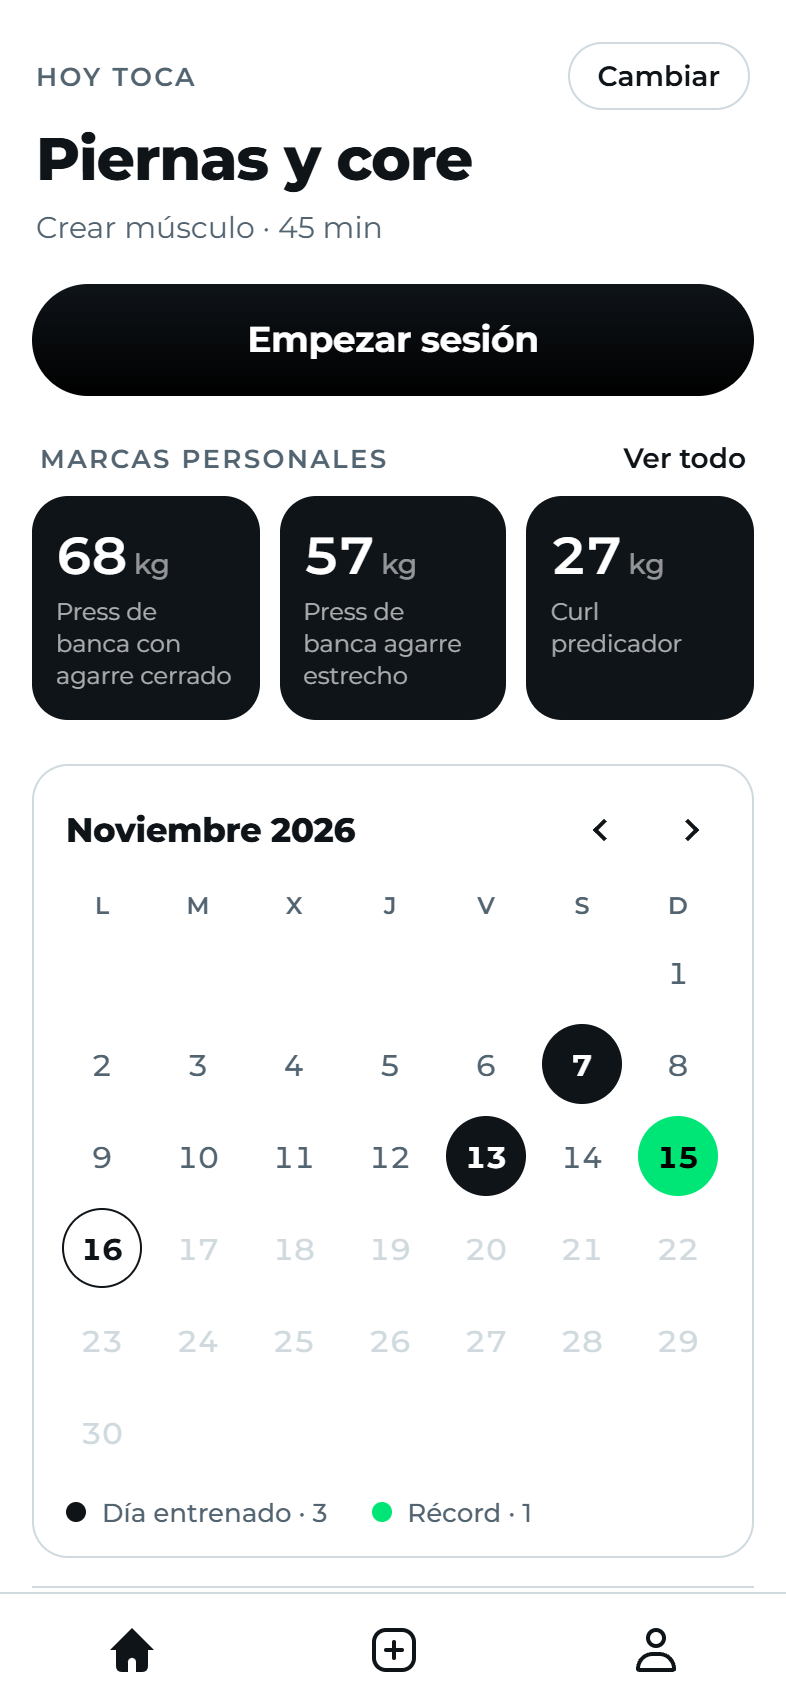 HOY TOCA
Cambiar
Piernas y core
Crear músculo · 45 min
Empezar sesión
MARCAS PERSONALES
Ver todo
68 kg
Press de
banca con
agarre cerrado
57 kg
Press de
banca agarre
estrecho
27 kg
Curl
predicador
Noviembre 2026
L M X J V S D
1
2 3 4 5 6 7 8
9 10 11 12 13 14 15
16 17 18 19 20 21 22
23 24 25 26 27 28 29
30
Día entrenado · 3
Récord · 1